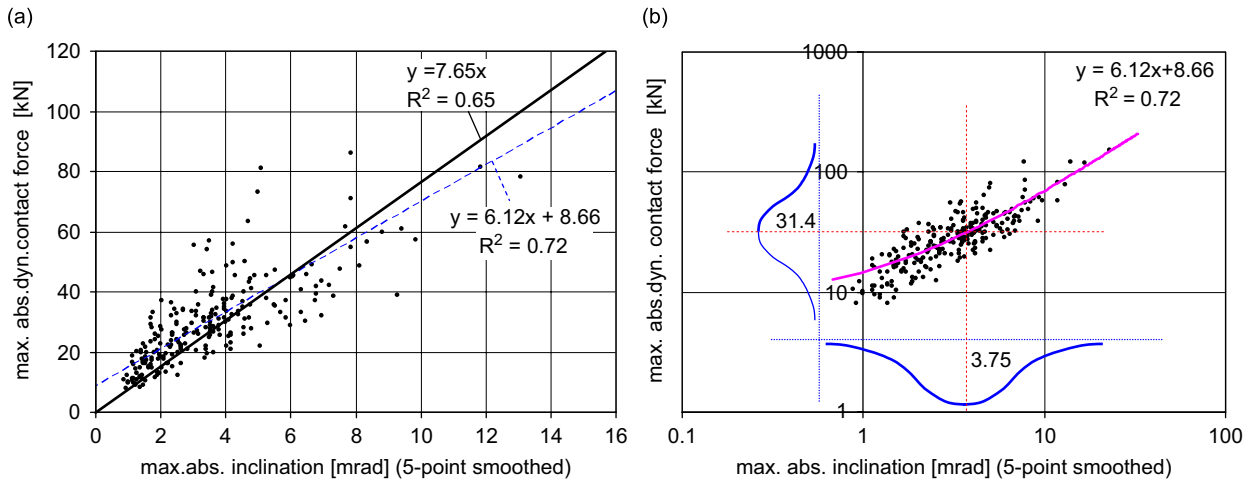 (a)
max. abs.dyn.contact force [kN]
120
100
80
60
40
20
0
y =7.65x
R² = 0.65
y = 6.12x + 8.66
R² = 0.72
0 2 4 6 8 10 12 14 16
max.abs. inclination [mrad] (5-point smoothed)
(b)
max. abs.dyn. contact force [kN]
1000
100
10
1
y = 6.12x+8.66
R² = 0.72
31.4
3.75
0.1 1 10 100
max. abs. inclination [mrad] (5-point smoothed)